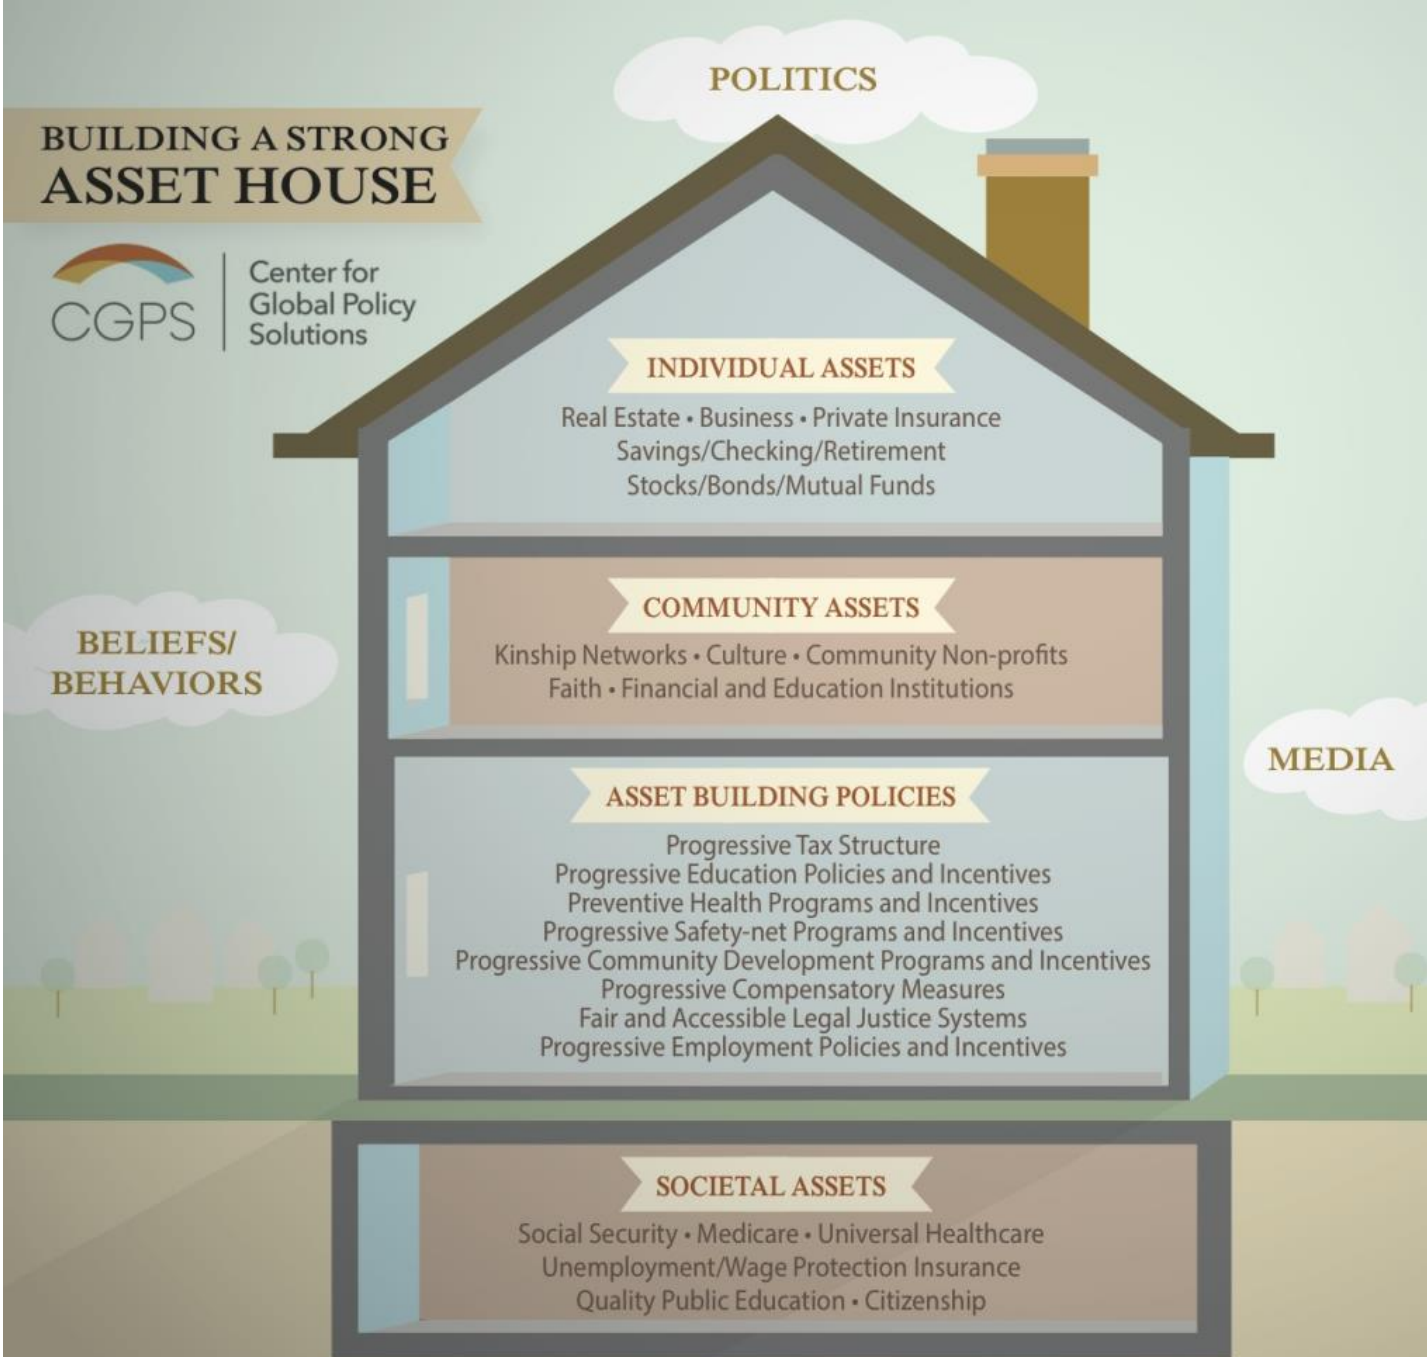 POLITICS
BUILDING A STRONG
ASSET HOUSE
CGPS
Center for
Global Policy
Solutions
INDIVIDUAL ASSETS
Real Estate • Business • Private Insurance
Savings/Checking/Retirement
Stocks/Bonds/Mutual Funds
COMMUNITY ASSETS
Kinship Networks • Culture • Community Non-profits
Faith • Financial and Education Institutions
BELIEFS/
BEHAVIORS
MEDIA
ASSET BUILDING POLICIES
Progressive Tax Structure
Progressive Education Policies and Incentives
Preventive Health Programs and Incentives
Progressive Safety-net Programs and Incentives
Progressive Community Development Programs and Incentives
Progressive Compensatory Measures
Fair and Accessible Legal Justice Systems
Progressive Employment Policies and Incentives
SOCIETAL ASSETS
Social Security • Medicare • Universal Healthcare
Unemployment/Wage Protection Insurance
Quality Public Education • Citizenship